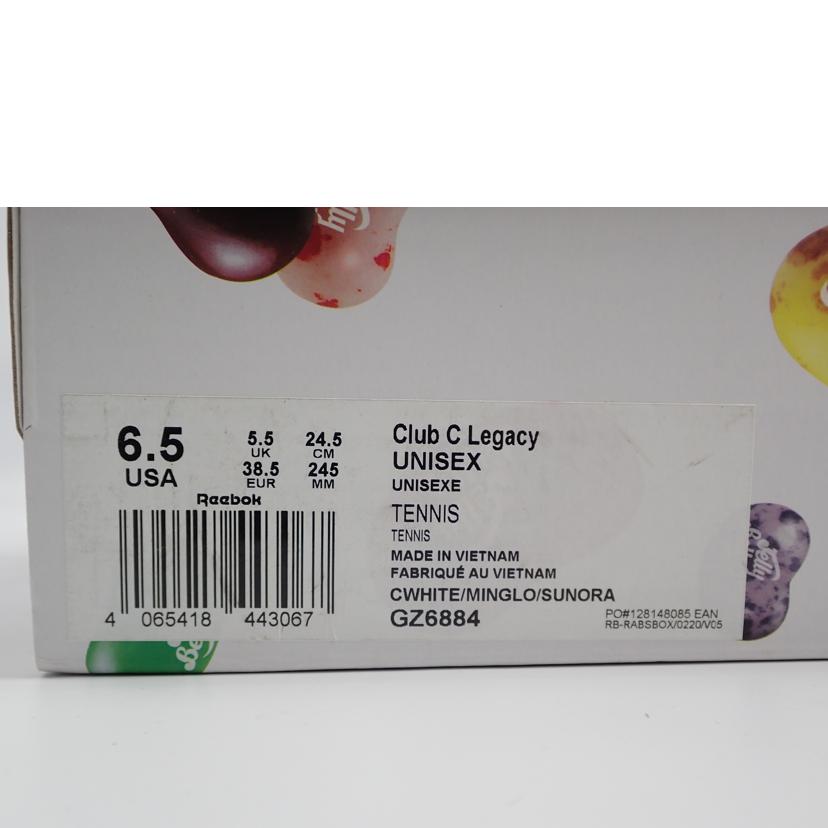 6.5
USA
5.5
UK
38.5
EUR
24.5
CM
245
MM
Reebok
4 065418 443067
Club C Legacy
UNISEX
UNISEXE
TENNIS
TENNIS
MADE IN VIETNAM
FABRIQUÉ AU VIETNAM
CWHITE/MINGLO/SUNORA
GZ6884
PO#128148085 EAN
RB-RABSBOX/0220/V05
Jelly